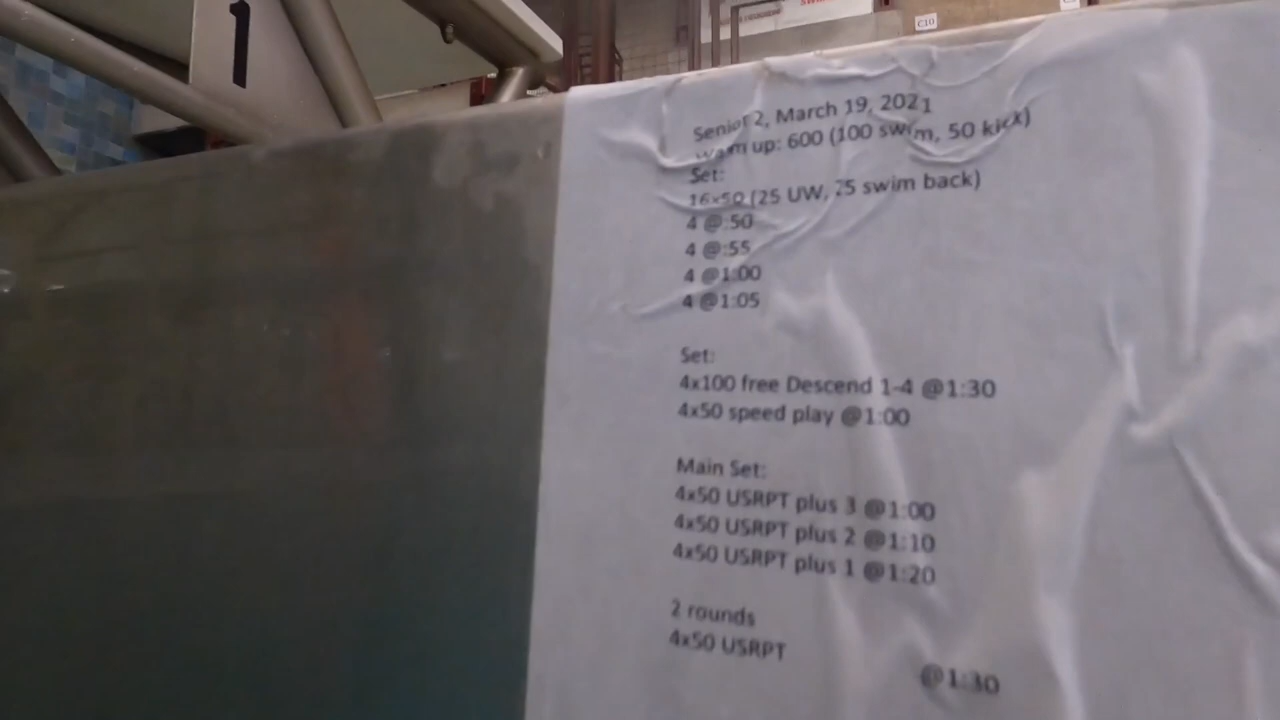 1
C10
Senior 2, March 19, 2021
warm up: 600 (100 swim, 50 kick)
Set:
16x50 (25 UW, 25 swim back)
4 @:50
4 @:55
4 @1:00
4 @1:05
Set:
4x100 free Descend 1-4 @1:30
4x50 speed play @1:00
Main Set:
4x50 USRPT plus 3 @1:00
4x50 USRPT plus 2 @1:10
4x50 USRPT plus 1 @1:20
2 rounds
4x50 USRPT
@1:30